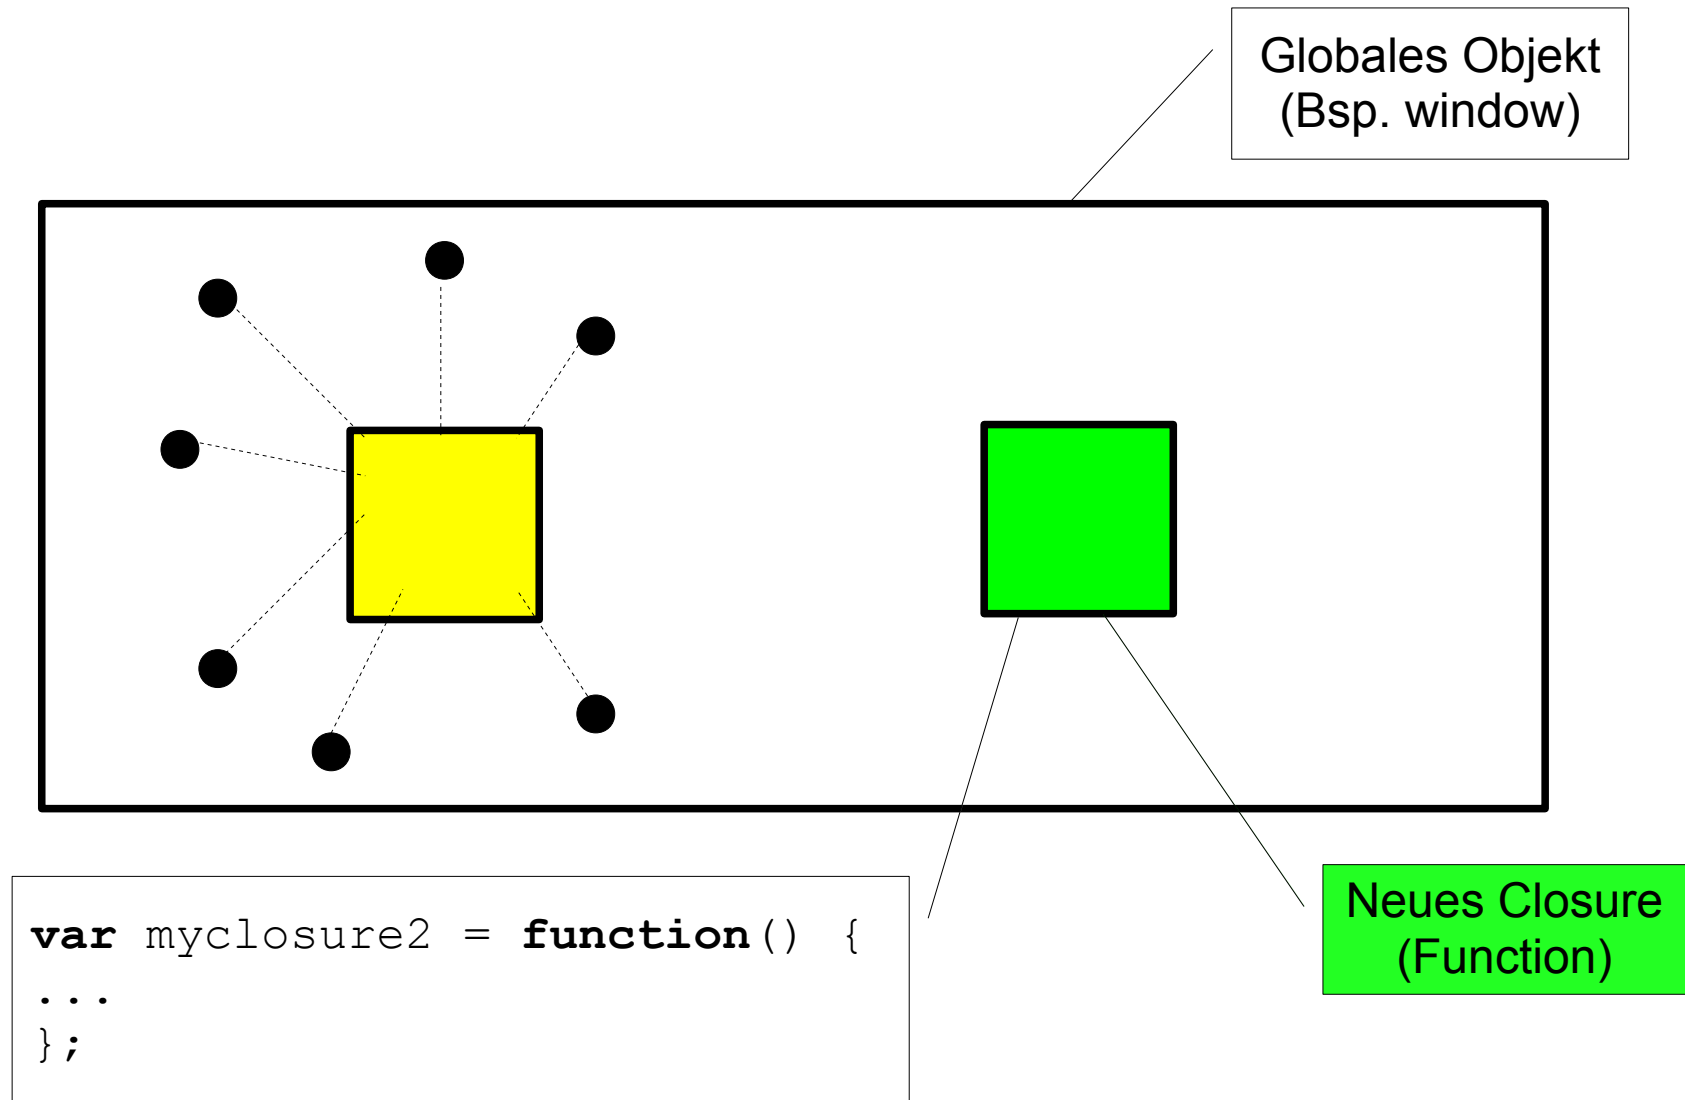 Globales Objekt
(Bsp. window)
var myclosure2 = function() {
...
};
Neues Closure
(Function)